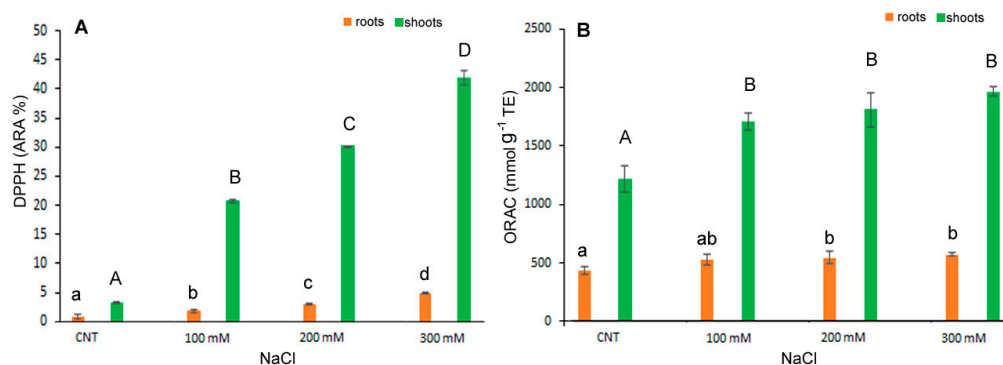 A
roots shoots
DPPH (ARA %)
50
45
40
35
30
25
20
15
10
5
0
a
A
b
B
c
C
d
D
CNT 100 mM 200 mM 300 mM
NaCl
B
roots shoots
ORAC (mmol g⁻¹ TE)
2500
2000
1500
1000
500
0
a
A
ab
B
b
B
b
B
CNT 100 mM 200 mM 300 mM
NaCl